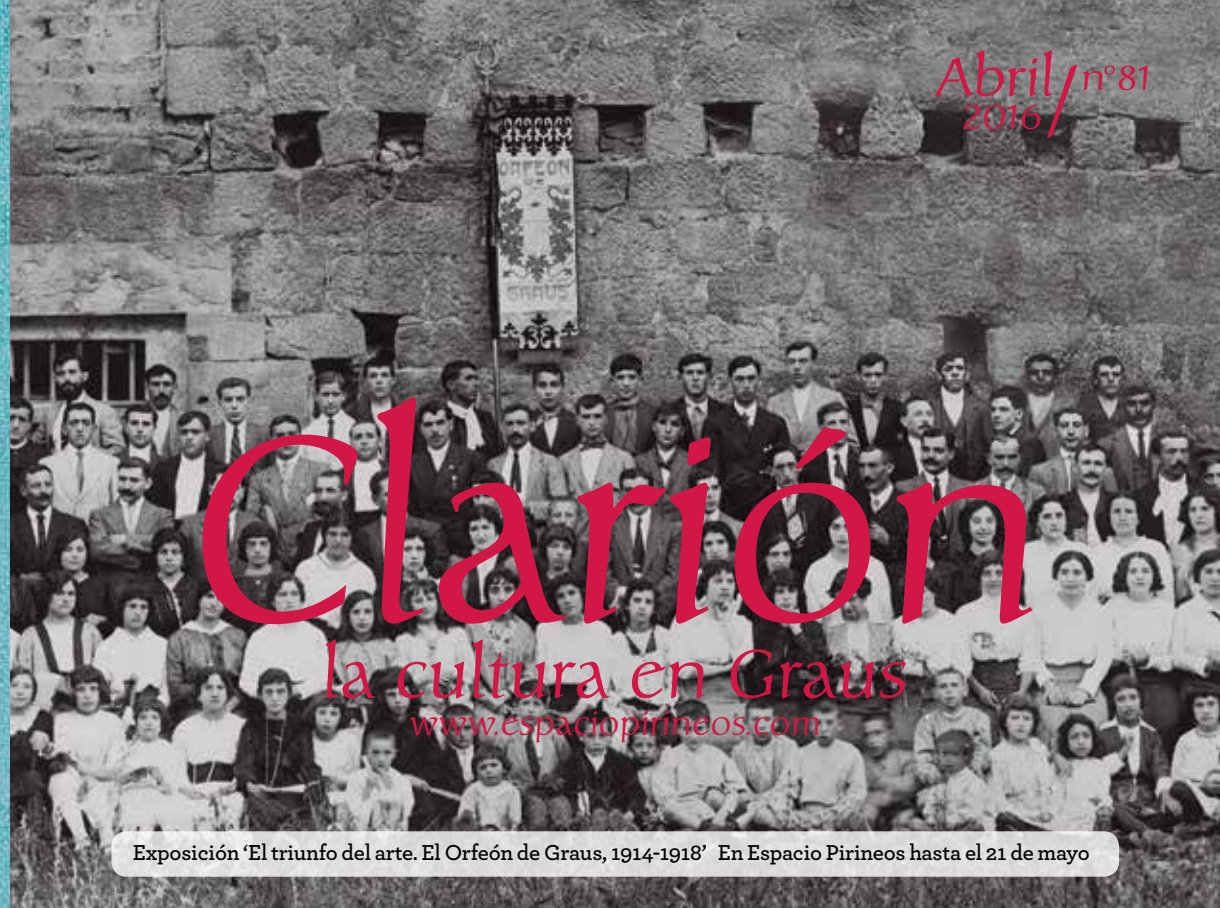 Abril/nº81
2016
ORFEON
DE
GRAUS
Clarión
la cultura en Graus
www.espaciopirineos.com
Exposición ‘El triunfo del arte. El Orfeón de Graus, 1914-1918’ En Espacio Pirineos hasta el 21 de mayo